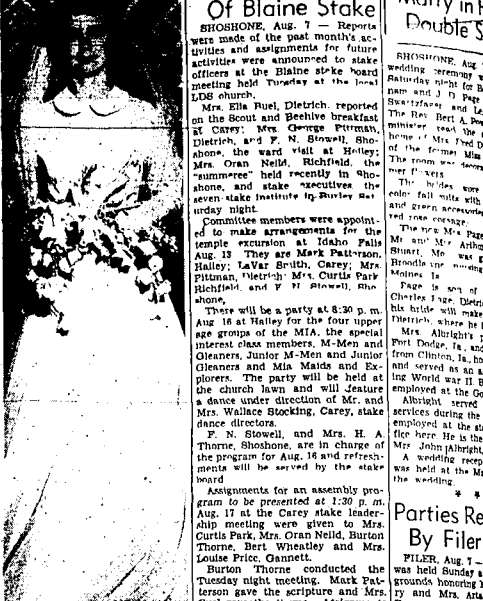 Of Blaine Stake
SHOSHONE, Aug. 7 — Reports
were made of the past month's ac-
tivities and assignments for future
activities were announced to stake
officers at the Blaine stake board
meeting held Tuesday at the local
LDS church.
Mrs. Ella Ruel, Dietrich, reported
on the Scout and Beehive breakfast
at Carey; Mrs. George Pittman,
Dietrich, and F. N. Stowell, Sho-
shone, the ward visit at Hailey;
Mrs. Oran Neild, Richfield, the
"summeree" held recently in Sho-
shone, and stake executives the
seven-stake institute in Burley Sat-
urday night.
Committee members were appoint-
ed to make arrangements for the
temple excursion at Idaho Falls
Aug. 13 They are Mark Patterson,
Hailey; LaVar Smith, Carey; Mrs.
Pittman, Dietrich; Mrs. Curtis Park
Richfield, and F. N. Stowell, Sho-
shone,
There will be a party at 8:30 p. m.
Aug 16 at Hailey for the four upper
age groups of the MIA, the special
interest class members, M-Men and
Gleaners, Junior M-Men and Junior
Gleaners and Mia Maids and Ex-
plorers. The party will be held at
the church lawn and will feature
a dance under direction of Mr. and
Mrs. Wallace Stocking, Carey, stake
dance directors.
F. N. Stowell, and Mrs. H. A.
Thorne, Shoshone, are in charge of
the program for Aug. 16 and refresh-
ments will be served by the stake
board
Assignments for an assembly pro-
gram to be presented at 1:30 p. m.
Aug. 17 at the Carey stake leader-
ship meeting were given to Mrs.
Curtis Park, Mrs. Oran Neild, Burton
Thorne, Bert Wheatley and Mrs.
Louise Price, Gannett.
Burton Thorne conducted the
Tuesday night meeting. Mark Pat-
terson gave the scripture and Mrs.
Marry in
Double S
SHOSHONE, Aug.
wedding ceremony
Saturday night for
nam and J. D. Page
and
The Rev. Bert A.
minister read the
home of Mrs. Fred D
of the former Miss
The room was
flowers
The brides wore
color suits with
and green accessories
red rose corsage.
The new Mrs Page
Mr and Mrs
Stuart, was
Moines Ia
Page is son of
Charles Page,
his bride will make
Dietrich, where he
Mrs. Albright's
Fort Dodge, Ia., and
from Clinton, Ia.,
and served as an
ing World war II
employed at the
Albright served
services during the
employed at the
fice here. He is the
Mrs John Albright,
A wedding
was held at the
the wedding.
* *
Parties
By Filer
FILER, Aug. 7 —
was held Sunday
grounds honoring
ry and Mrs.